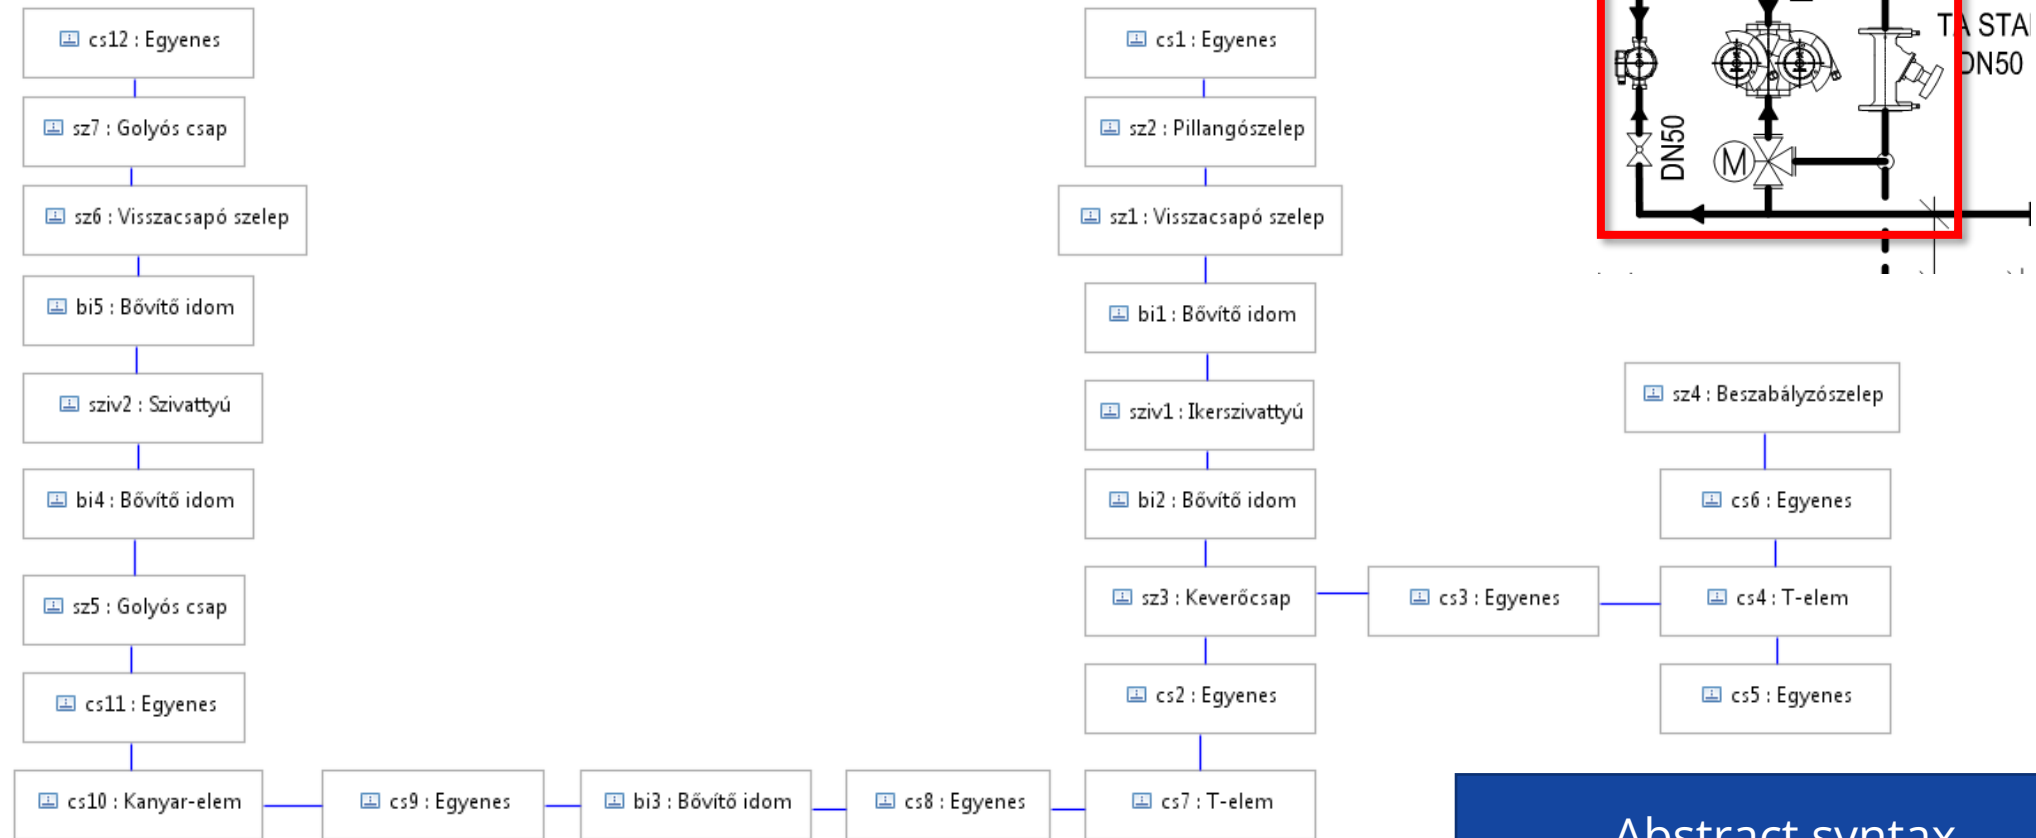 cs12 : Egyenes
sz7 : Golyós csap
sz6 : Visszacsapó szelep
bi5 : Bővítő idom
sziv2 : Szivattyú
bi4 : Bővítő idom
sz5 : Golyós csap
cs11 : Egyenes
cs10 : Kanyar-elem
cs9 : Egyenes
bi3 : Bővítő idom
cs8 : Egyenes
cs7 : T-elem
cs1 : Egyenes
sz2 : Pillangószelep
sz1 : Visszacsapó szelep
bi1 : Bővítő idom
sziv1 : Ikerszivattyú
bi2 : Bővítő idom
sz3 : Keverőcsap
cs2 : Egyenes
cs3 : Egyenes
sz4 : Beszabályzószelep
cs6 : Egyenes
cs4 : T-elem
cs5 : Egyenes
TA STA
DN50
DN50
M
Abstract syntax